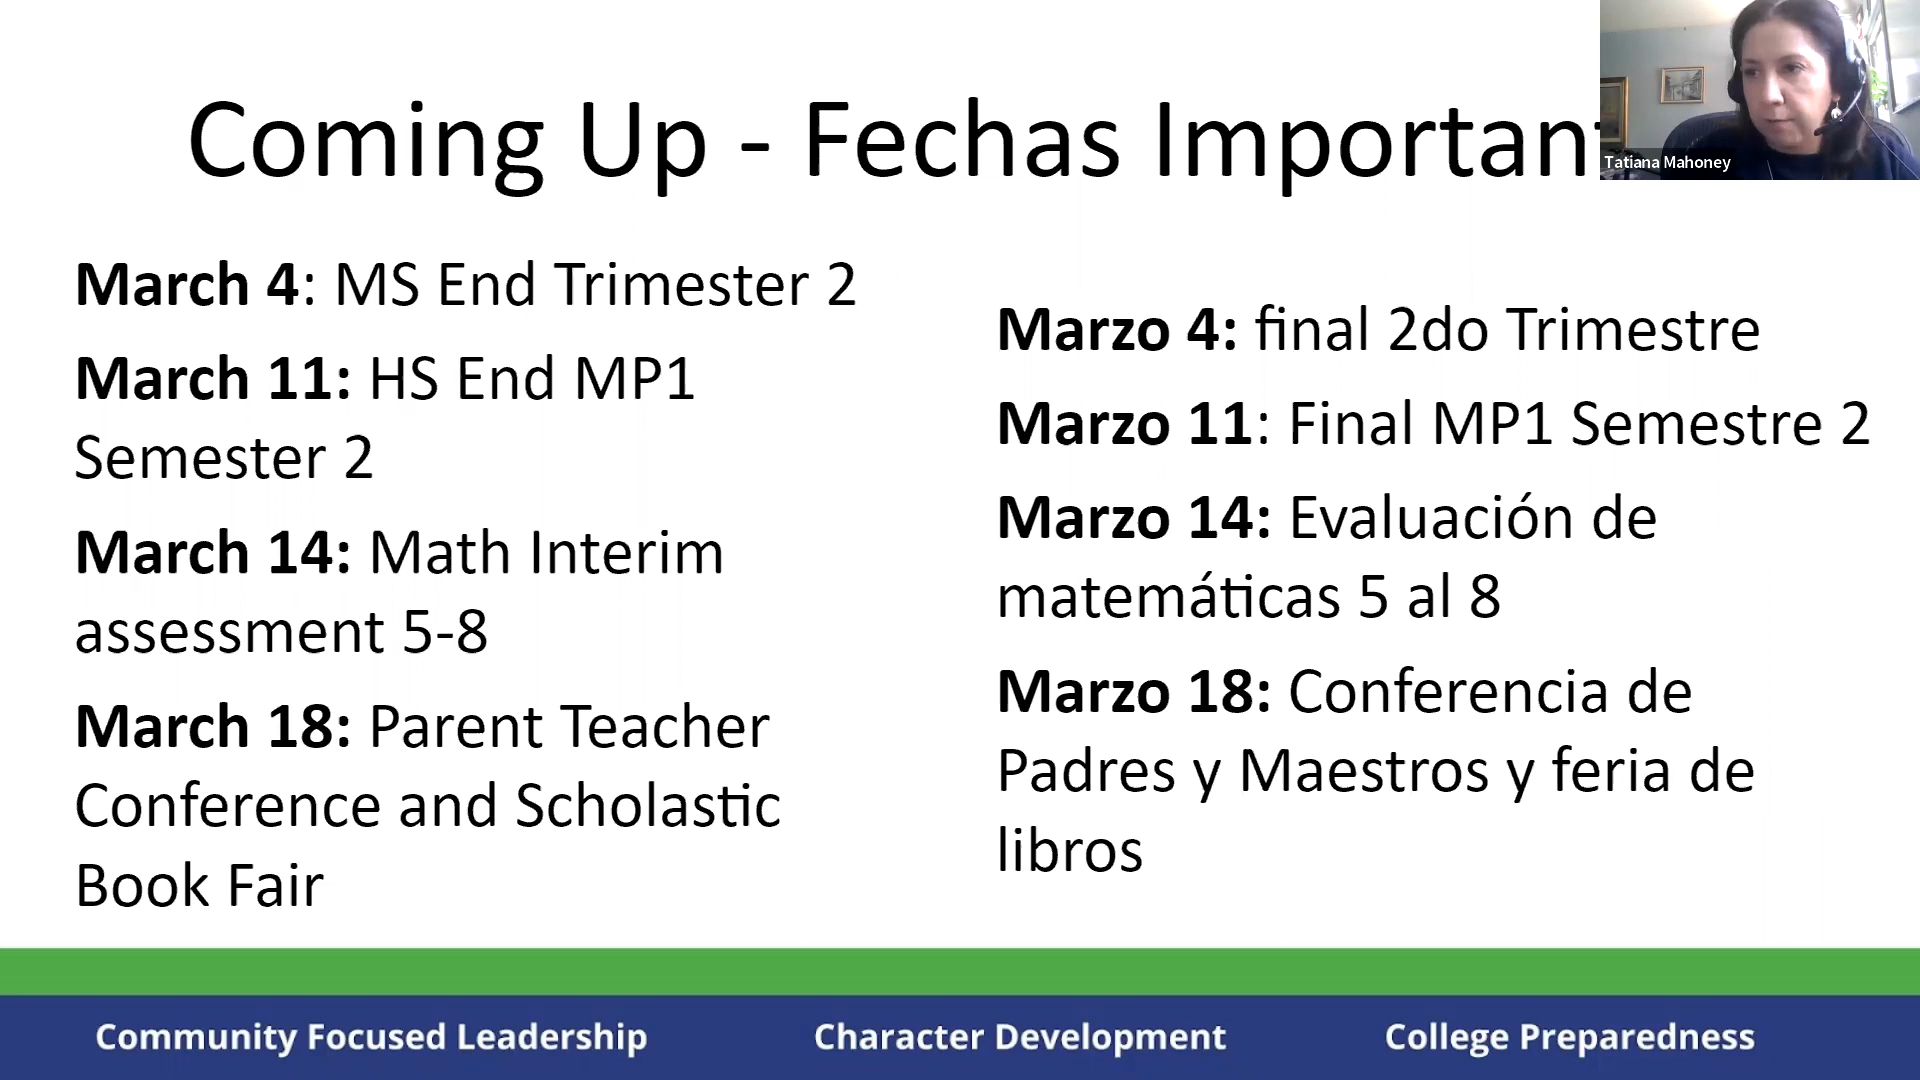 Coming Up - Fechas Important
Tatiana Mahoney
March 4: MS End Trimester 2
March 11: HS End MP1
Semester 2
March 14: Math Interim
assessment 5-8
March 18: Parent Teacher
Conference and Scholastic
Book Fair
Marzo 4: final 2do Trimestre
Marzo 11: Final MP1 Semestre 2
Marzo 14: Evaluación de
matemáticas 5 al 8
Marzo 18: Conferencia de
Padres y Maestros y feria de
libros
Community Focused Leadership
Character Development
College Preparedness